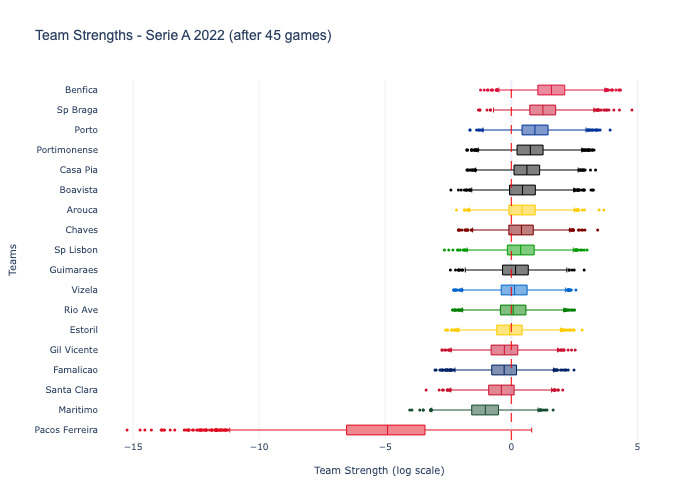 Team Strengths - Serie A 2022 (after 45 games)
Benfica
Sp Braga
Porto
Portimonense
Casa Pia
Boavista
Arouca
Chaves
Sp Lisbon
Guimaraes
Vizela
Rio Ave
Estoril
Gil Vicente
Famalicao
Santa Clara
Maritimo
Pacos Ferreira
Teams
−15 −10 −5 0 5
Team Strength (log scale)